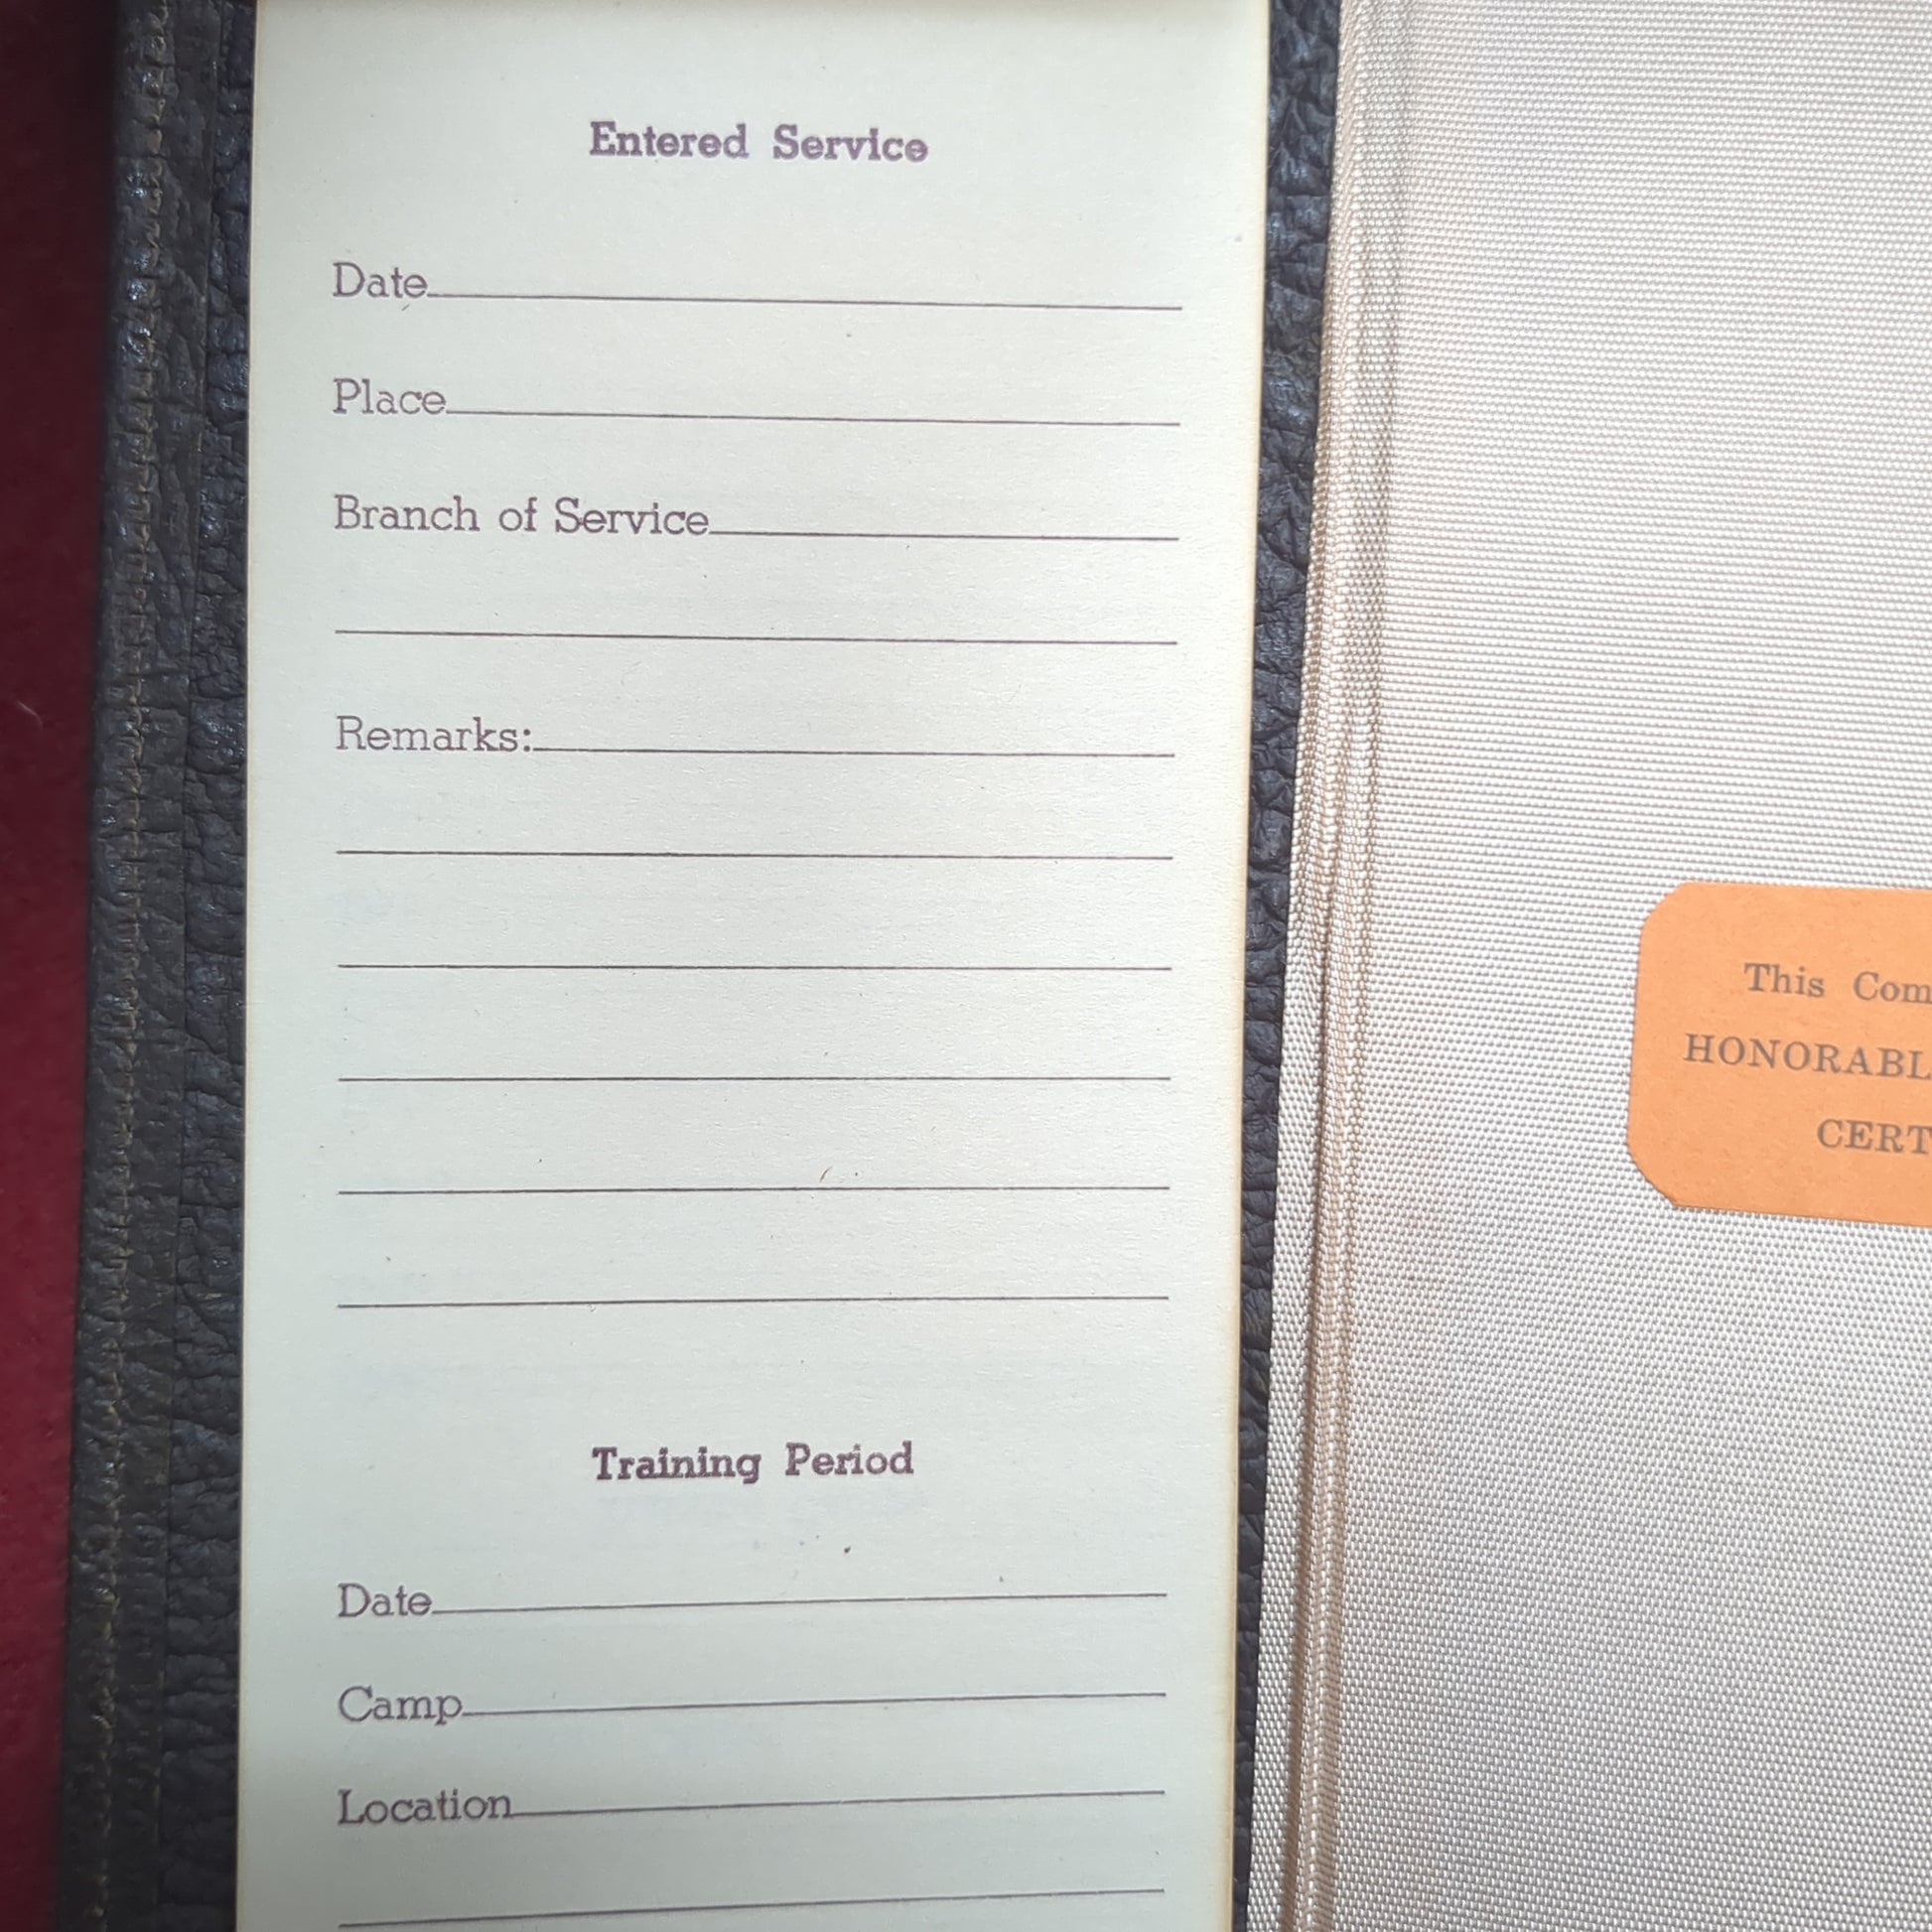 Entered Service
Date
Place
Branch of Service
Remarks:
Training Period
Date
Camp
Location
This Com
HONORABL
CERT